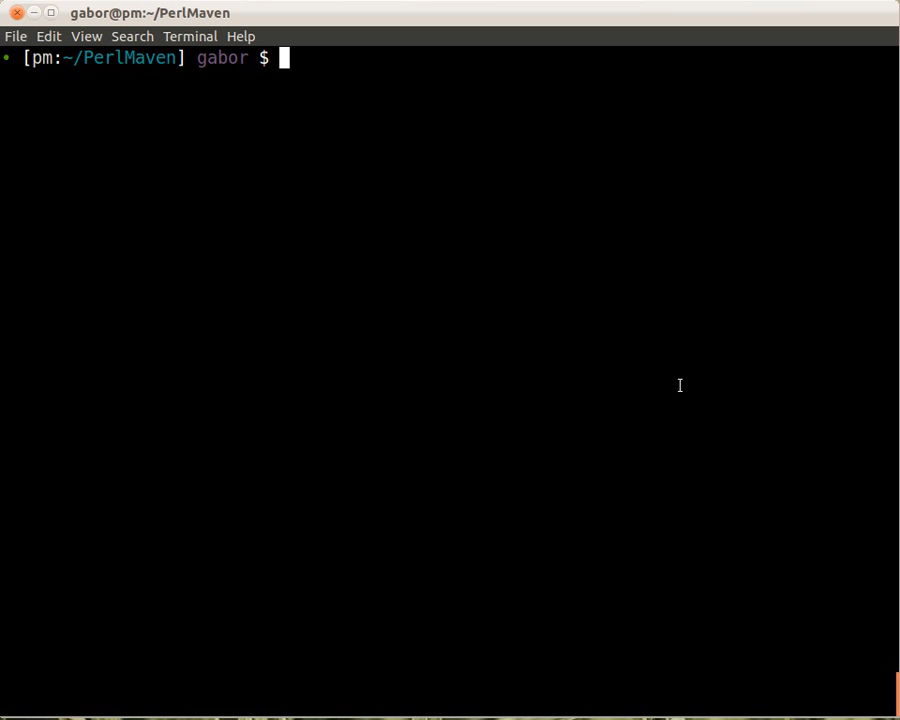 gabor@pm:~/PerlMaven
File Edit View Search Terminal Help
• [pm:~/PerlMaven] gabor $